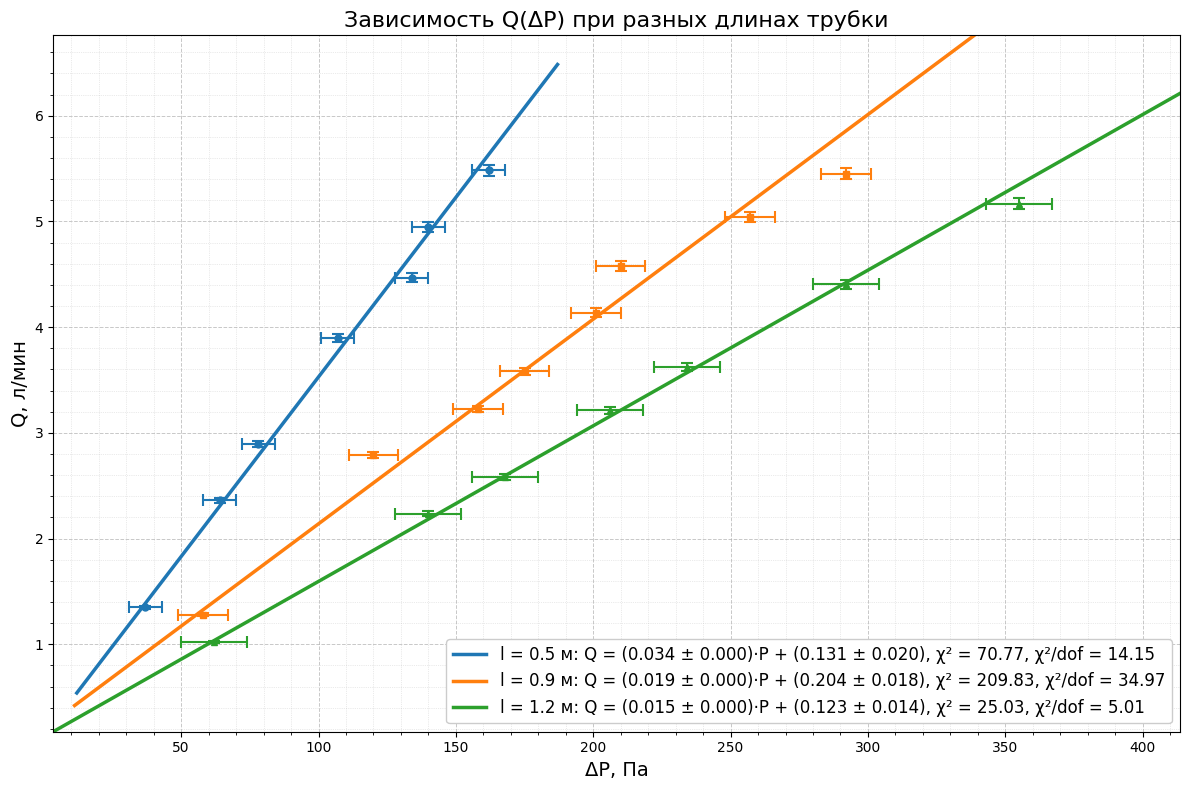 Зависимость Q(ΔP) при разных длинах трубки
Q, л/мин
6
5
4
3
2
1
l = 0.5 м: Q = (0.034 ± 0.000)·P + (0.131 ± 0.020), χ² = 70.77, χ²/dof = 14.15
l = 0.9 м: Q = (0.019 ± 0.000)·P + (0.204 ± 0.018), χ² = 209.83, χ²/dof = 34.97
l = 1.2 м: Q = (0.015 ± 0.000)·P + (0.123 ± 0.014), χ² = 25.03, χ²/dof = 5.01
50 100 150 200 250 300 350 400
ΔP, Па